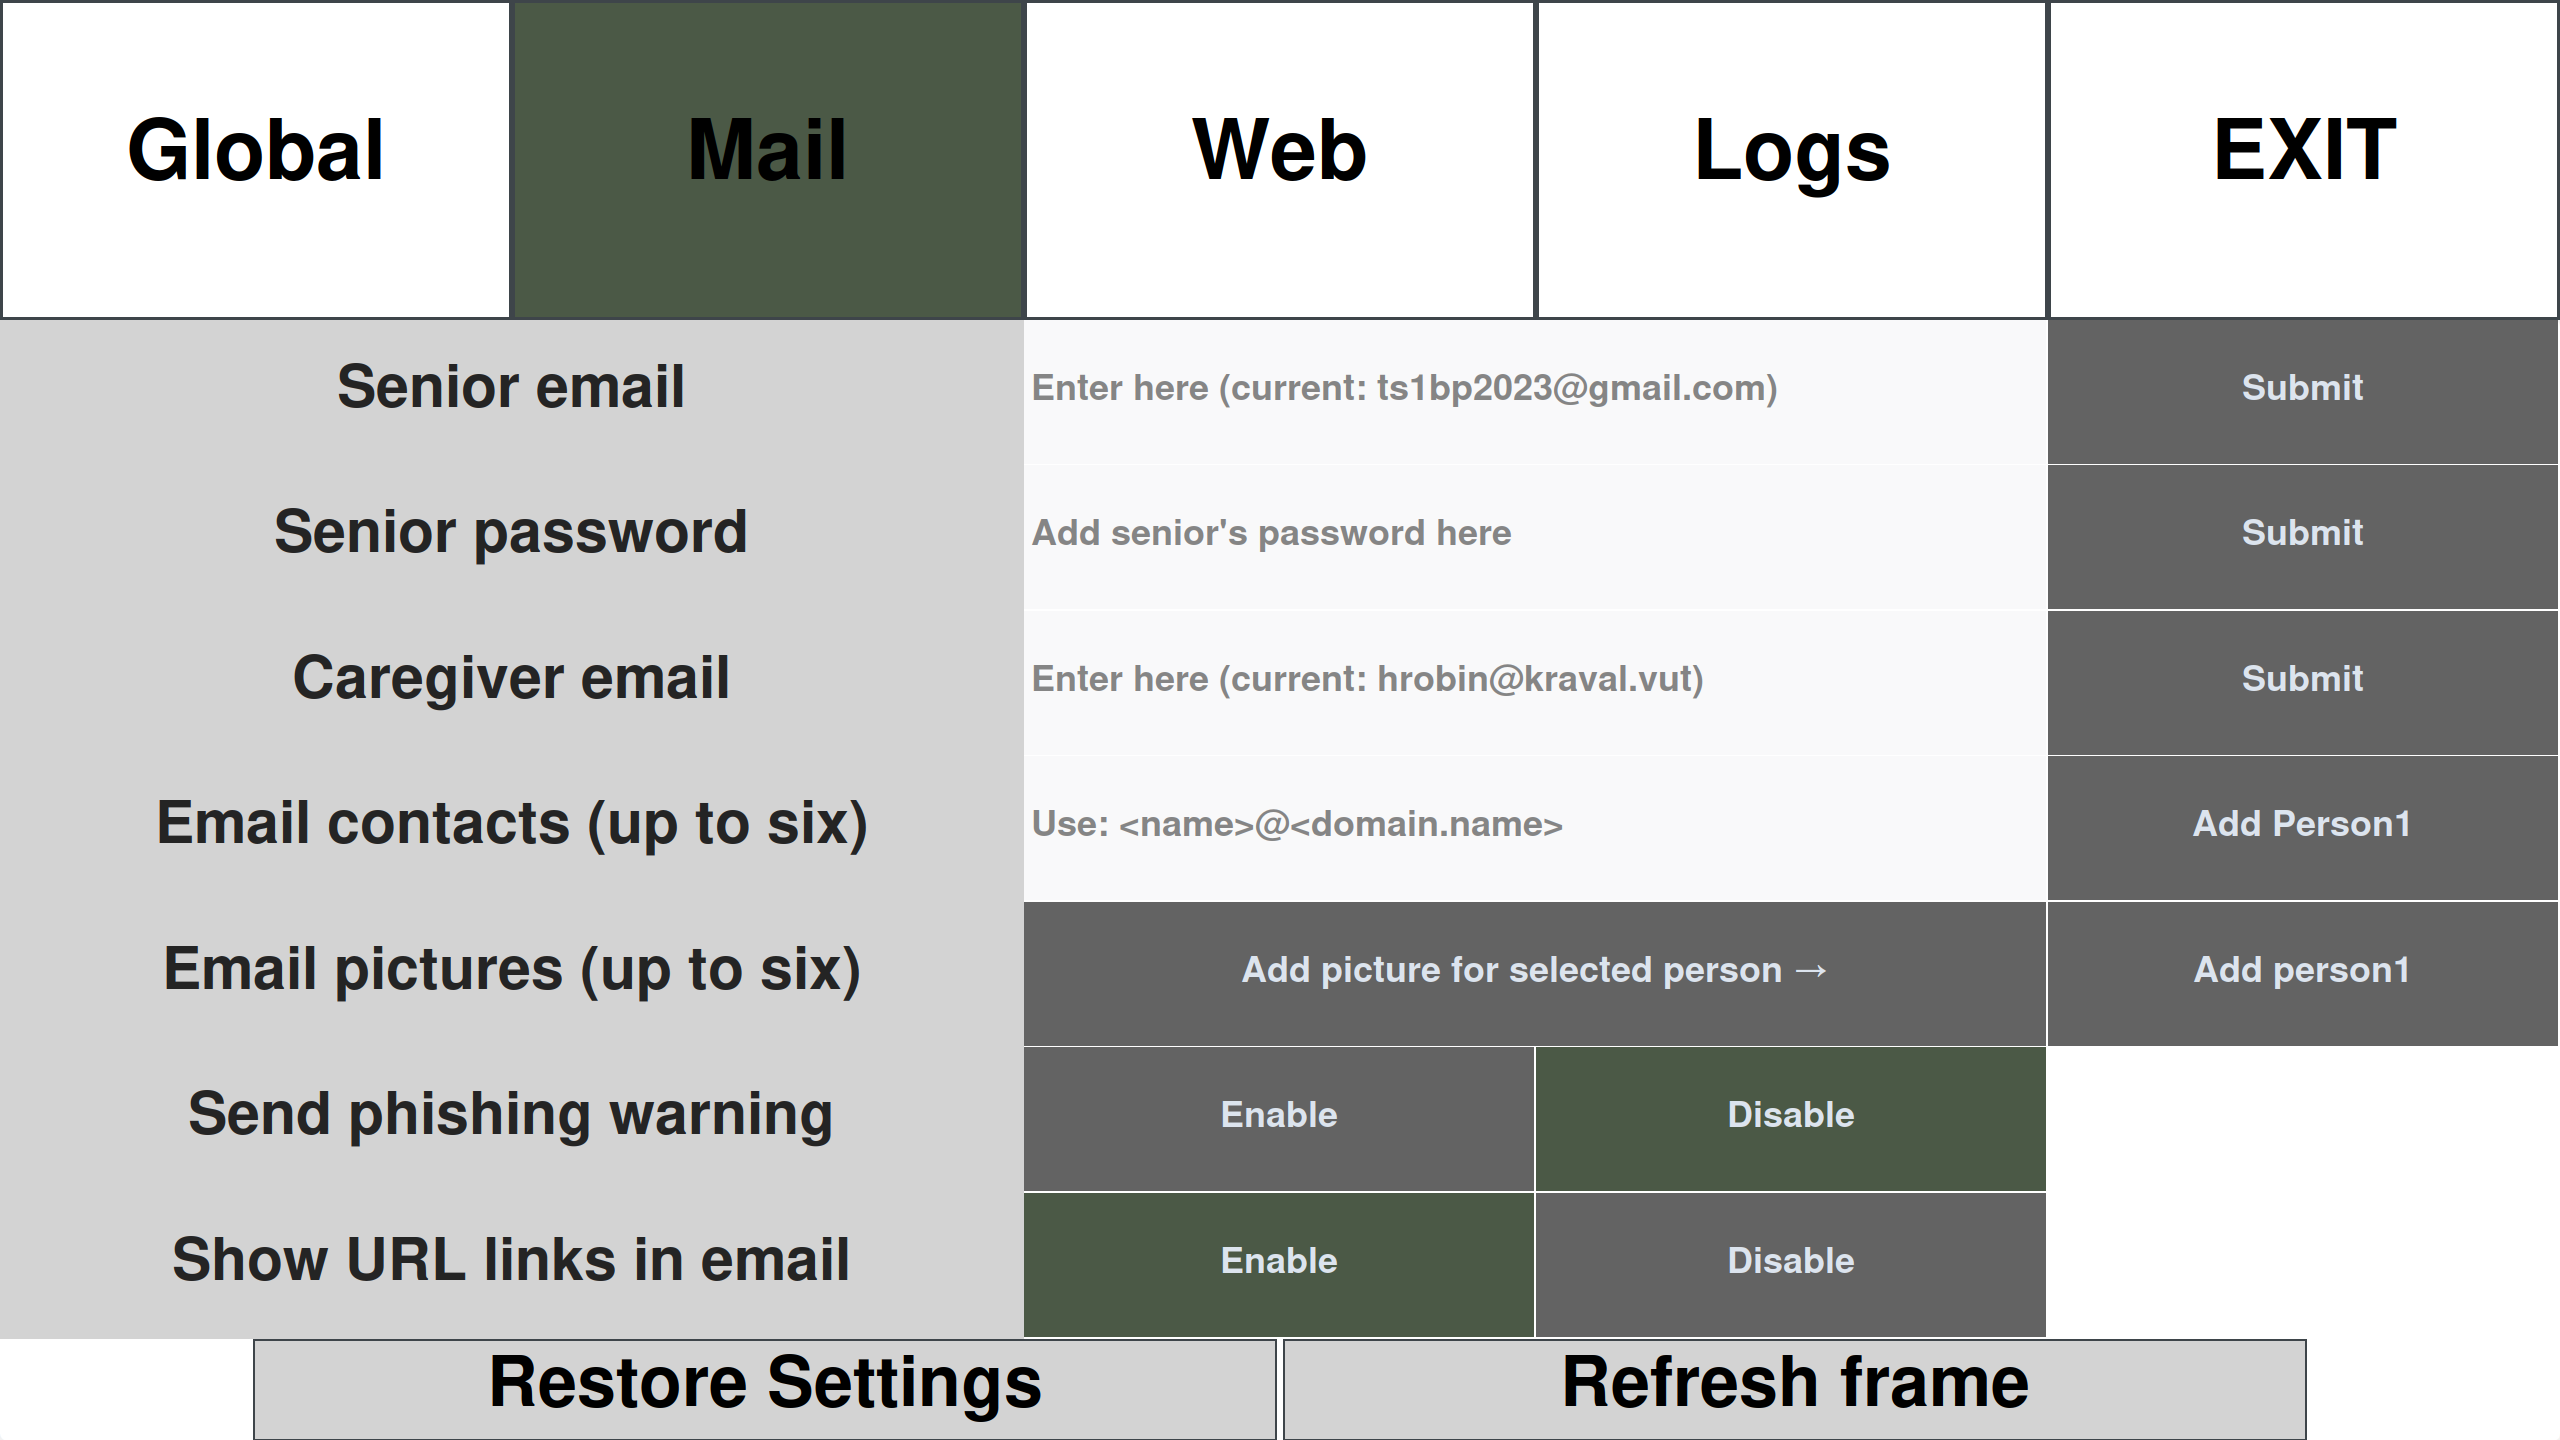 Global Mail Web Logs EXIT
Senior email Enter here (current: ts1bp2023@gmail.com) Submit
Senior password Add senior's password here Submit
Caregiver email Enter here (current: hrobin@kraval.vut) Submit
Email contacts (up to six) Use: <name>@<domain.name> Add Person1
Email pictures (up to six) Add picture for selected person → Add person1
Send phishing warning Enable Disable
Show URL links in email Enable Disable
Restore Settings Refresh frame